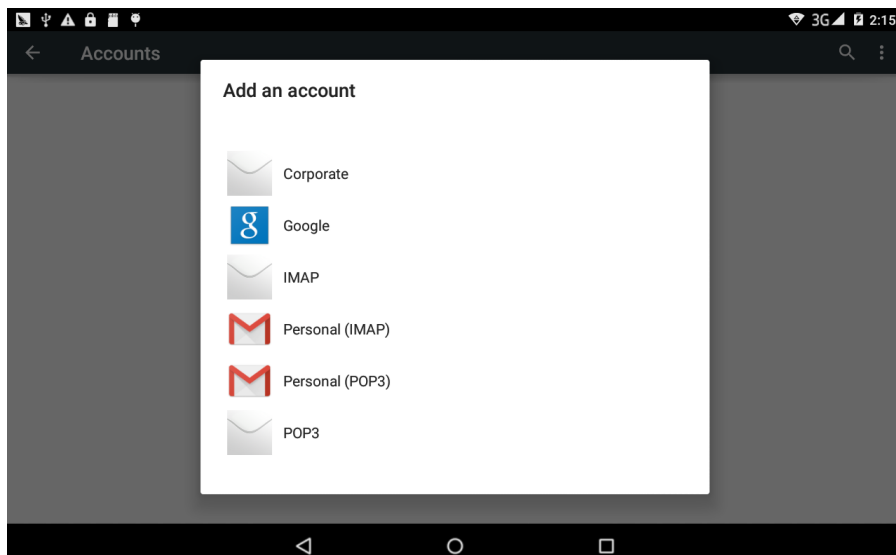 3G 2:15
Accounts
Add an account
Corporate
g Google
IMAP
Personal (IMAP)
Personal (POP3)
POP3